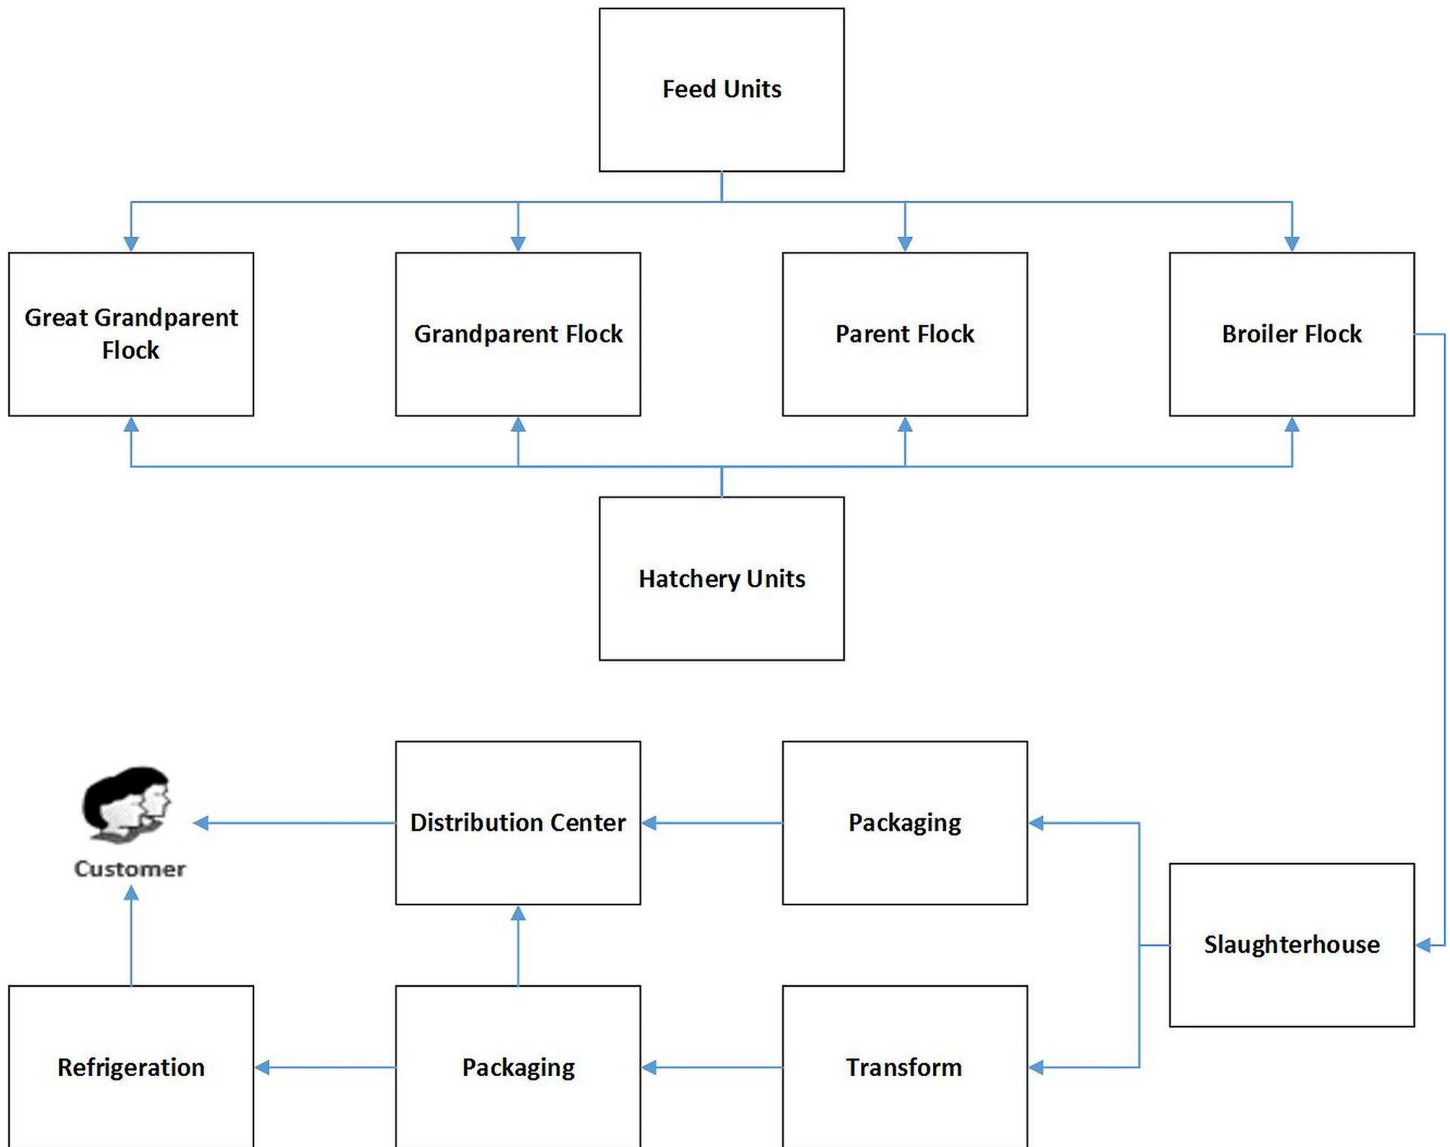 Feed Units
Great Grandparent
Flock
Grandparent Flock
Parent Flock
Broiler Flock
Hatchery Units
Distribution Center
Packaging
Customer
Slaughterhouse
Refrigeration
Packaging
Transform